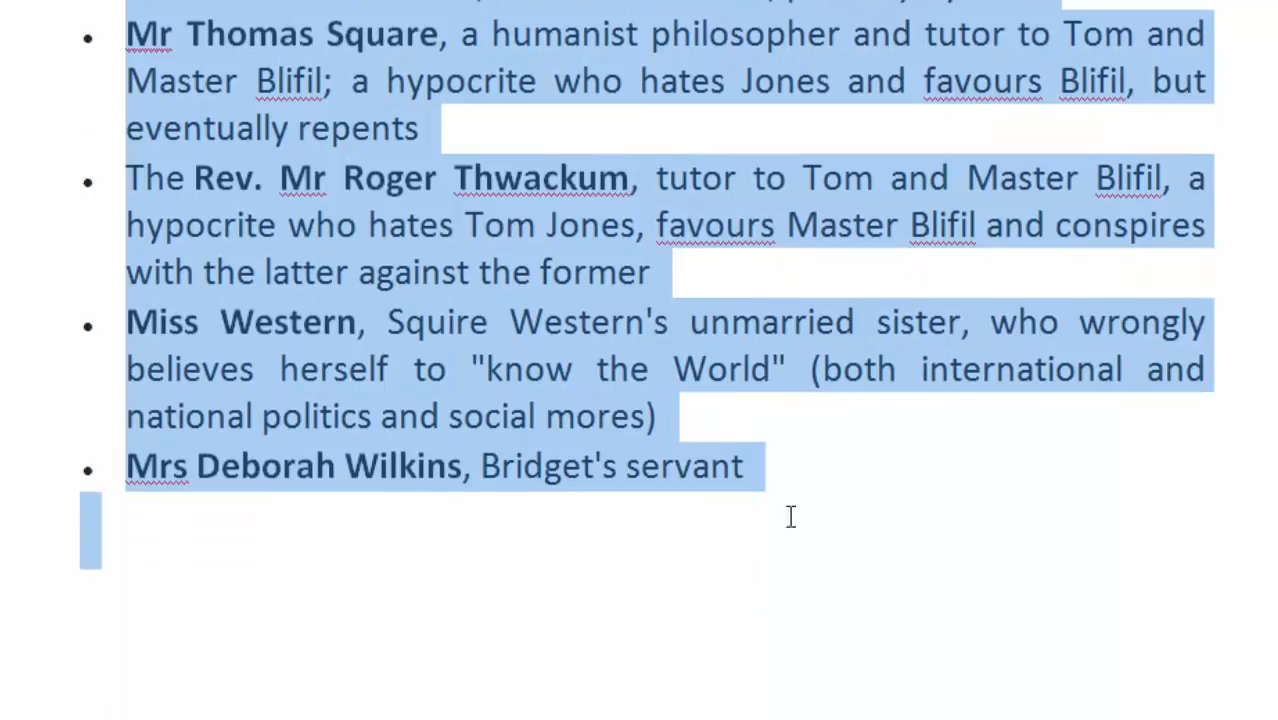 • Mr Thomas Square, a humanist philosopher and tutor to Tom and
Master Blifil; a hypocrite who hates Jones and favours Blifil, but
eventually repents
• The Rev. Mr Roger Thwackum, tutor to Tom and Master Blifil, a
hypocrite who hates Tom Jones, favours Master Blifil and conspires
with the latter against the former
• Miss Western, Squire Western's unmarried sister, who wrongly
believes herself to "know the World" (both international and
national politics and social mores)
• Mrs Deborah Wilkins, Bridget's servant